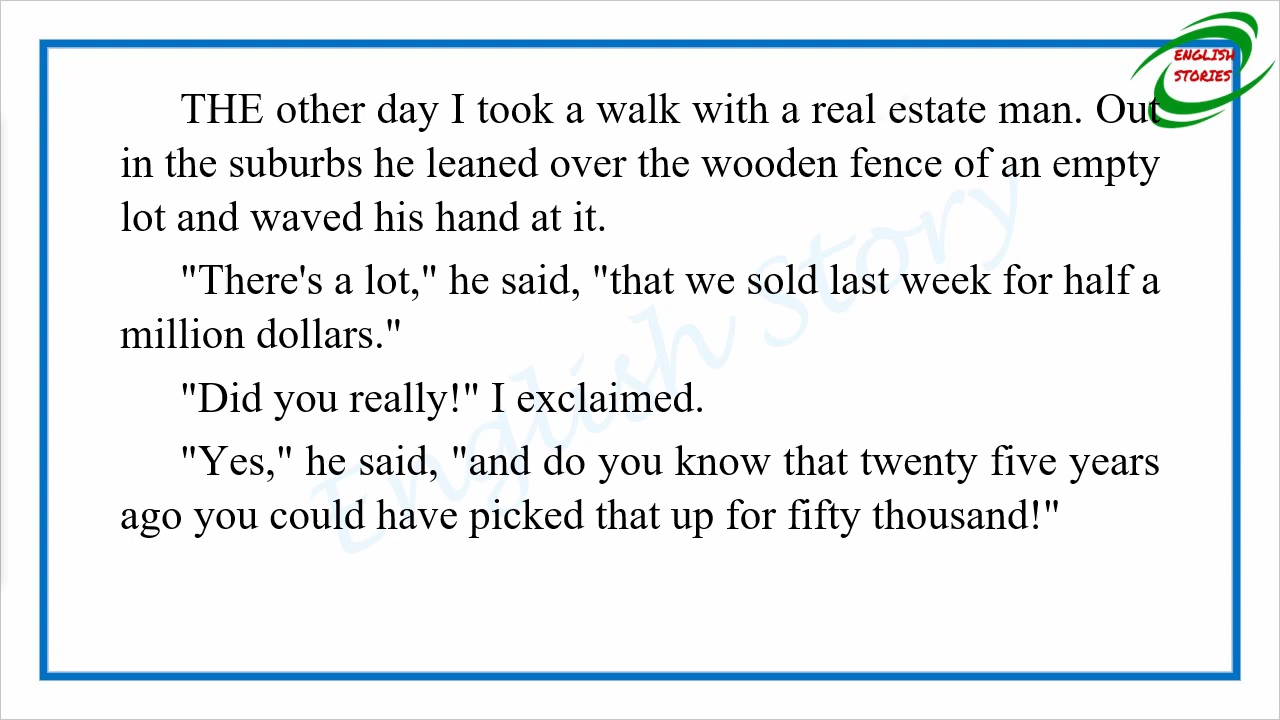 ENGLISH
STORIES
THE other day I took a walk with a real estate man. Out
in the suburbs he leaned over the wooden fence of an empty
lot and waved his hand at it.
"There's a lot," he said, "that we sold last week for half a
million dollars."
"Did you really!" I exclaimed.
"Yes," he said, "and do you know that twenty five years
ago you could have picked that up for fifty thousand!"
English Story